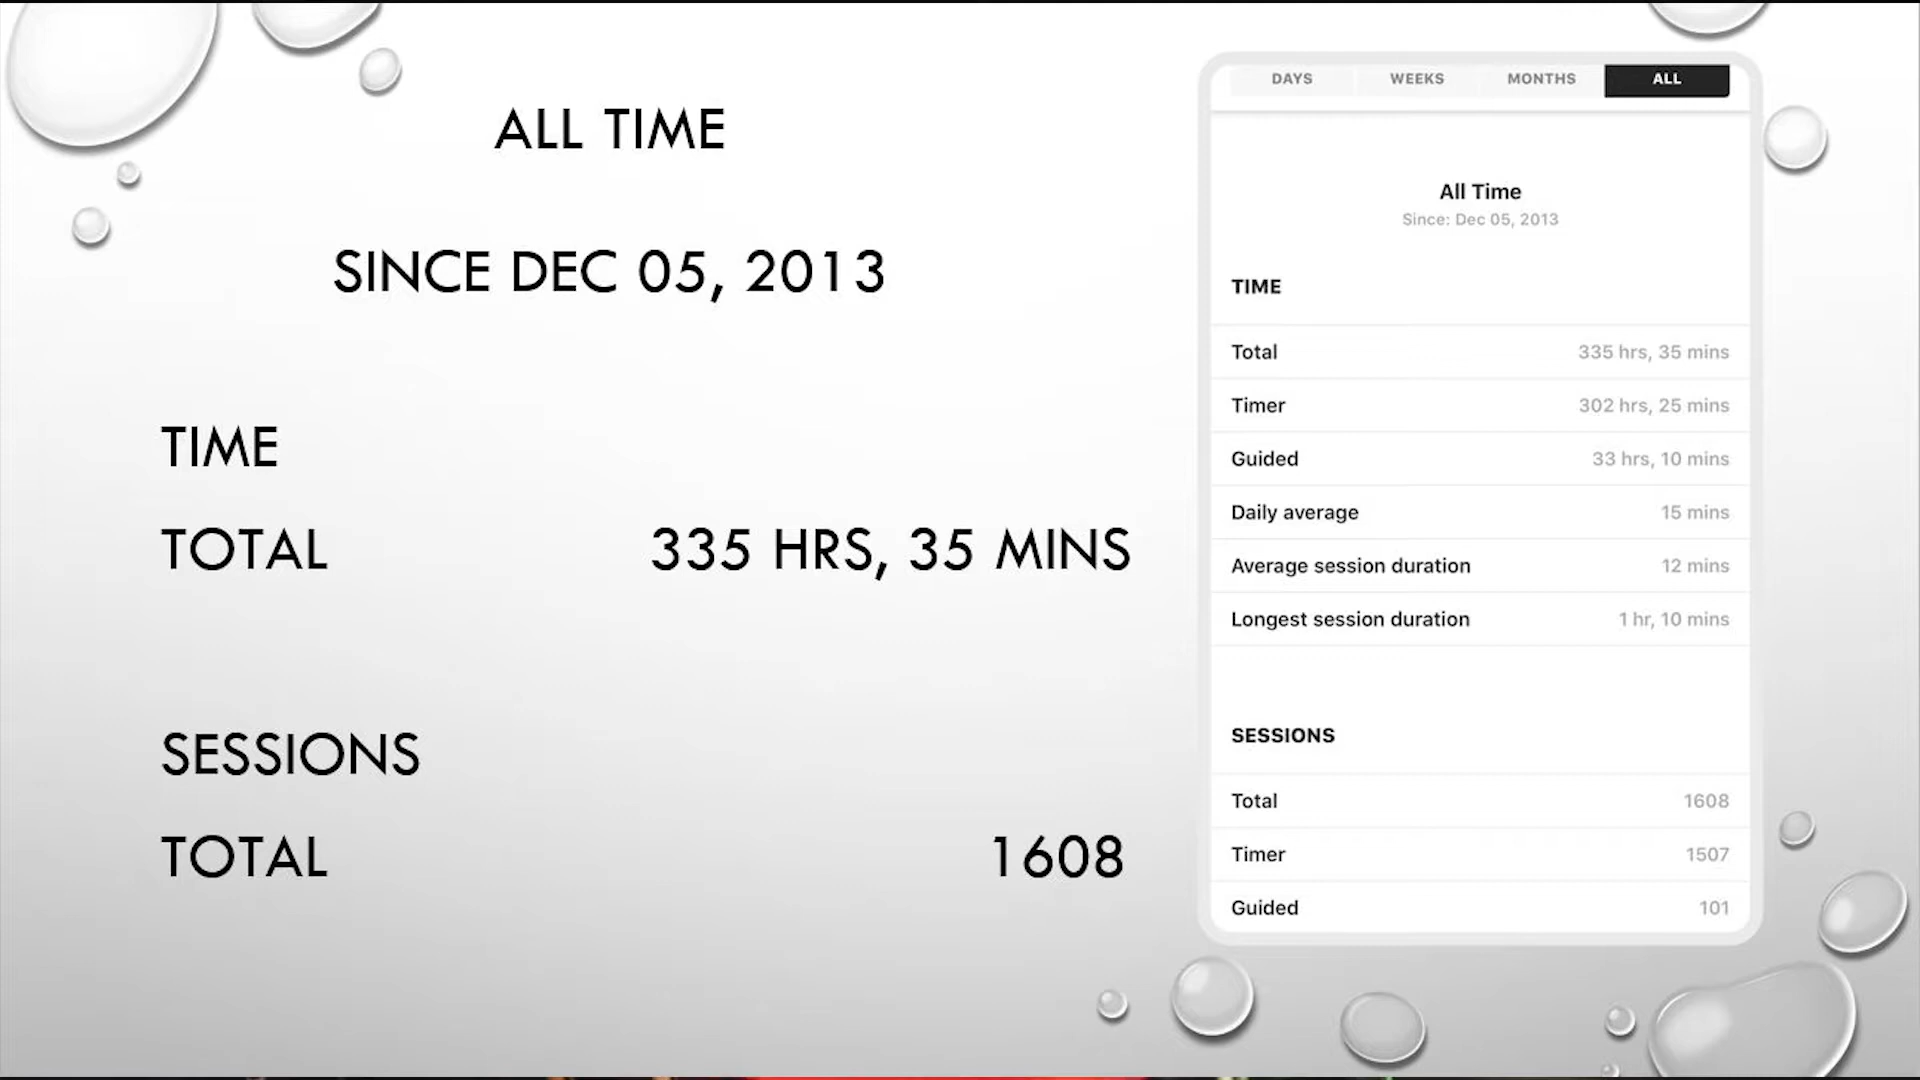 ALL TIME
SINCE DEC 05, 2013
TIME
TOTAL 335 HRS, 35 MINS
SESSIONS
TOTAL 1608
DAYS WEEKS MONTHS ALL
All Time
Since: Dec 05, 2013
TIME
Total 335 hrs, 35 mins
Timer 302 hrs, 25 mins
Guided 33 hrs, 10 mins
Daily average 15 mins
Average session duration 12 mins
Longest session duration 1 hr, 10 mins
SESSIONS
Total 1608
Timer 1507
Guided 101